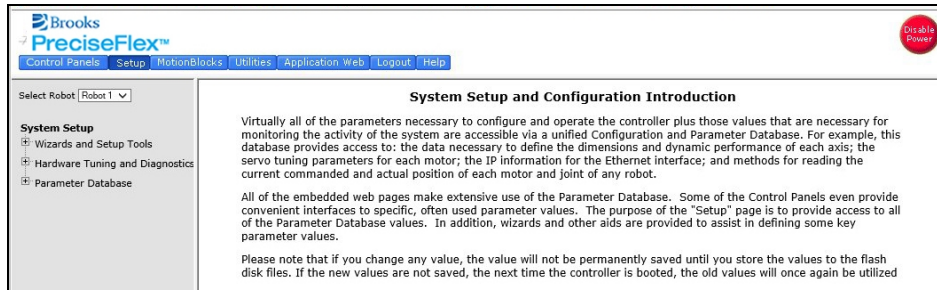 Brooks
PreciseFlex™
Disable
Power
Control Panels Setup MotionBlocks Utilities Application Web Logout Help
Select Robot Robot 1
System Setup
Wizards and Setup Tools
Hardware Tuning and Diagnostics
Parameter Database
System Setup and Configuration Introduction
Virtually all of the parameters necessary to configure and operate the controller plus those values that are necessary for
monitoring the activity of the system are accessible via a unified Configuration and Parameter Database. For example, this
database provides access to: the data necessary to define the dimensions and dynamic performance of each axis; the
servo tuning parameters for each motor; the IP information for the Ethernet interface; and methods for reading the
current commanded and actual position of each motor and joint of any robot.
All of the embedded web pages make extensive use of the Parameter Database. Some of the Control Panels even provide
convenient interfaces to specific, often used parameter values. The purpose of the "Setup" page is to provide access to all
of the Parameter Database values. In addition, wizards and other aids are provided to assist in defining some key
parameter values.
Please note that if you change any value, the value will not be permanently saved until you store the values to the flash
disk files. If the new values are not saved, the next time the controller is booted, the old values will once again be utilized